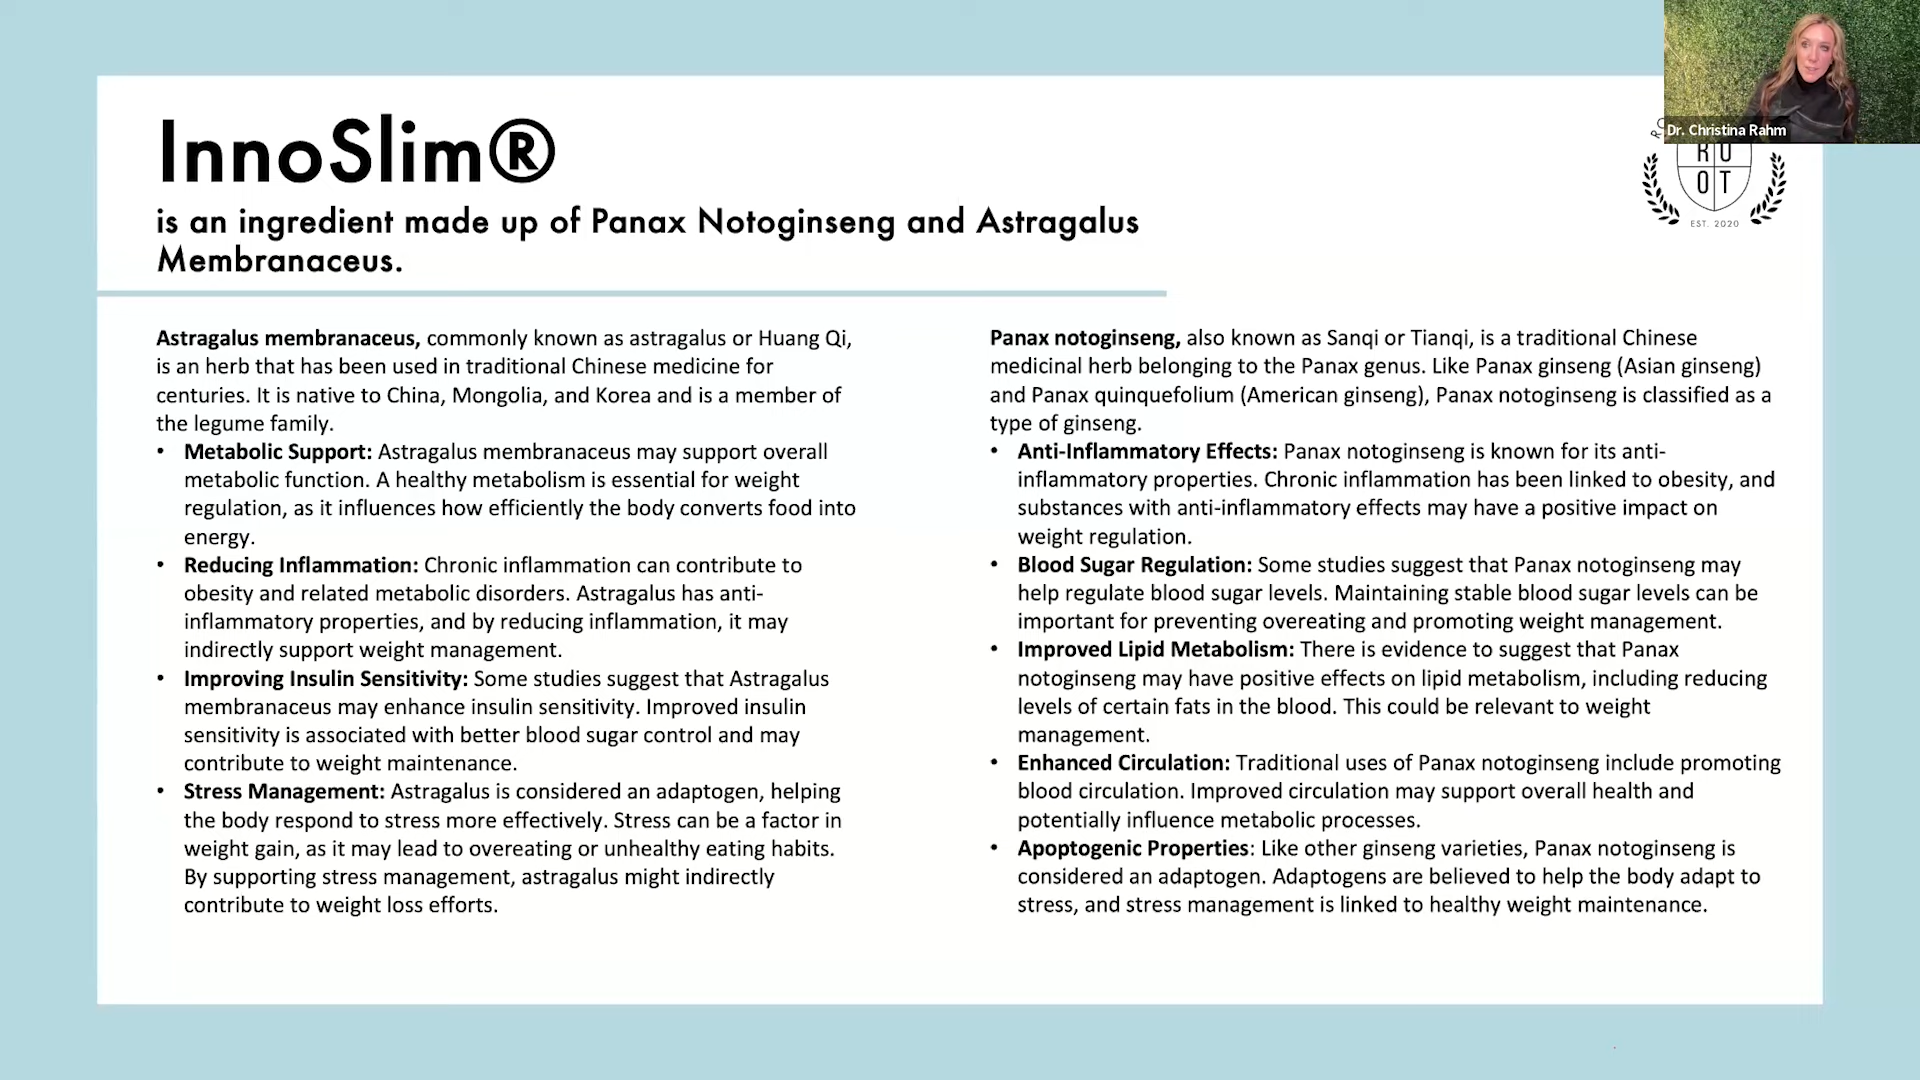 InnoSlim®
is an ingredient made up of Panax Notoginseng and Astragalus
Membranaceus.
Dr. Christina Rahm
R O
R U
O T
EST. 2020
Astragalus membranaceus, commonly known as astragalus or Huang Qi,
is an herb that has been used in traditional Chinese medicine for
centuries. It is native to China, Mongolia, and Korea and is a member of
the legume family.
• Metabolic Support: Astragalus membranaceus may support overall
metabolic function. A healthy metabolism is essential for weight
regulation, as it influences how efficiently the body converts food into
energy.
• Reducing Inflammation: Chronic inflammation can contribute to
obesity and related metabolic disorders. Astragalus has anti-
inflammatory properties, and by reducing inflammation, it may
indirectly support weight management.
• Improving Insulin Sensitivity: Some studies suggest that Astragalus
membranaceus may enhance insulin sensitivity. Improved insulin
sensitivity is associated with better blood sugar control and may
contribute to weight maintenance.
• Stress Management: Astragalus is considered an adaptogen, helping
the body respond to stress more effectively. Stress can be a factor in
weight gain, as it may lead to overeating or unhealthy eating habits.
By supporting stress management, astragalus might indirectly
contribute to weight loss efforts.
Panax notoginseng, also known as Sanqi or Tianqi, is a traditional Chinese
medicinal herb belonging to the Panax genus. Like Panax ginseng (Asian ginseng)
and Panax quinquefolium (American ginseng), Panax notoginseng is classified as a
type of ginseng.
• Anti-Inflammatory Effects: Panax notoginseng is known for its anti-
inflammatory properties. Chronic inflammation has been linked to obesity, and
substances with anti-inflammatory effects may have a positive impact on
weight regulation.
• Blood Sugar Regulation: Some studies suggest that Panax notoginseng may
help regulate blood sugar levels. Maintaining stable blood sugar levels can be
important for preventing overeating and promoting weight management.
• Improved Lipid Metabolism: There is evidence to suggest that Panax
notoginseng may have positive effects on lipid metabolism, including reducing
levels of certain fats in the blood. This could be relevant to weight
management.
• Enhanced Circulation: Traditional uses of Panax notoginseng include promoting
blood circulation. Improved circulation may support overall health and
potentially influence metabolic processes.
• Apoptogenic Properties: Like other ginseng varieties, Panax notoginseng is
considered an adaptogen. Adaptogens are believed to help the body adapt to
stress, and stress management is linked to healthy weight maintenance.